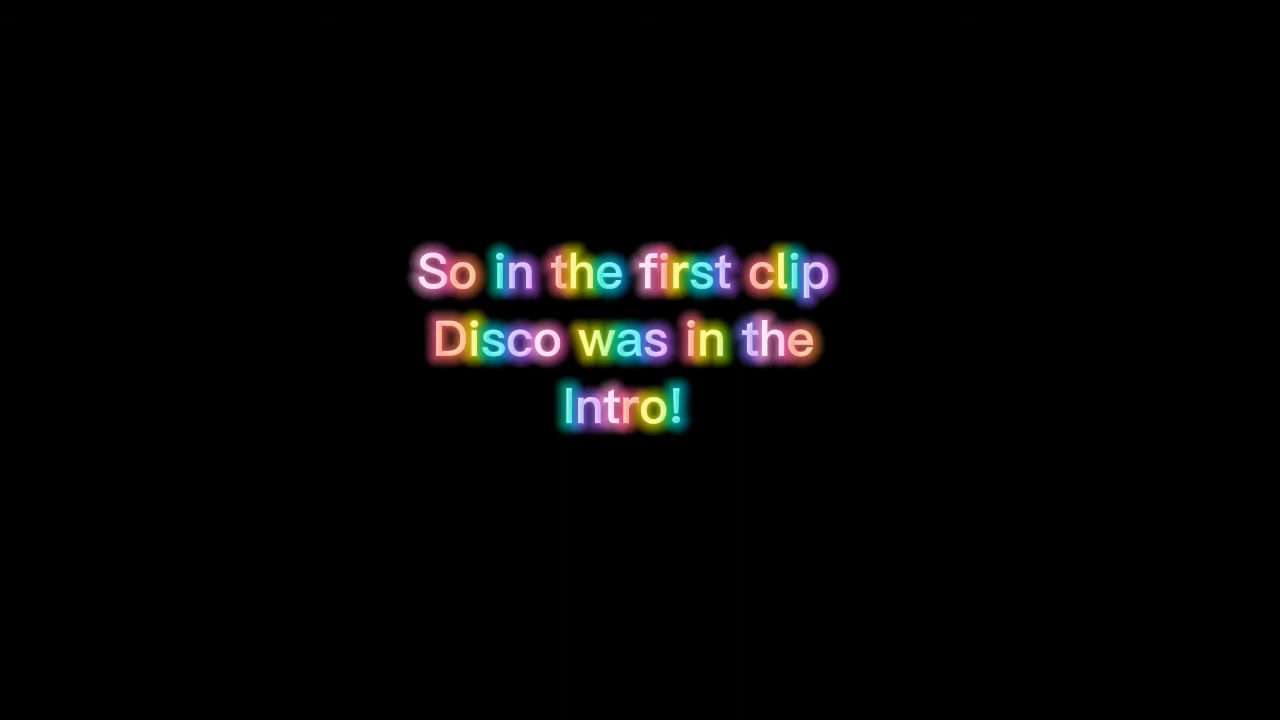 So in the first clip
Disco was in the
Intro!